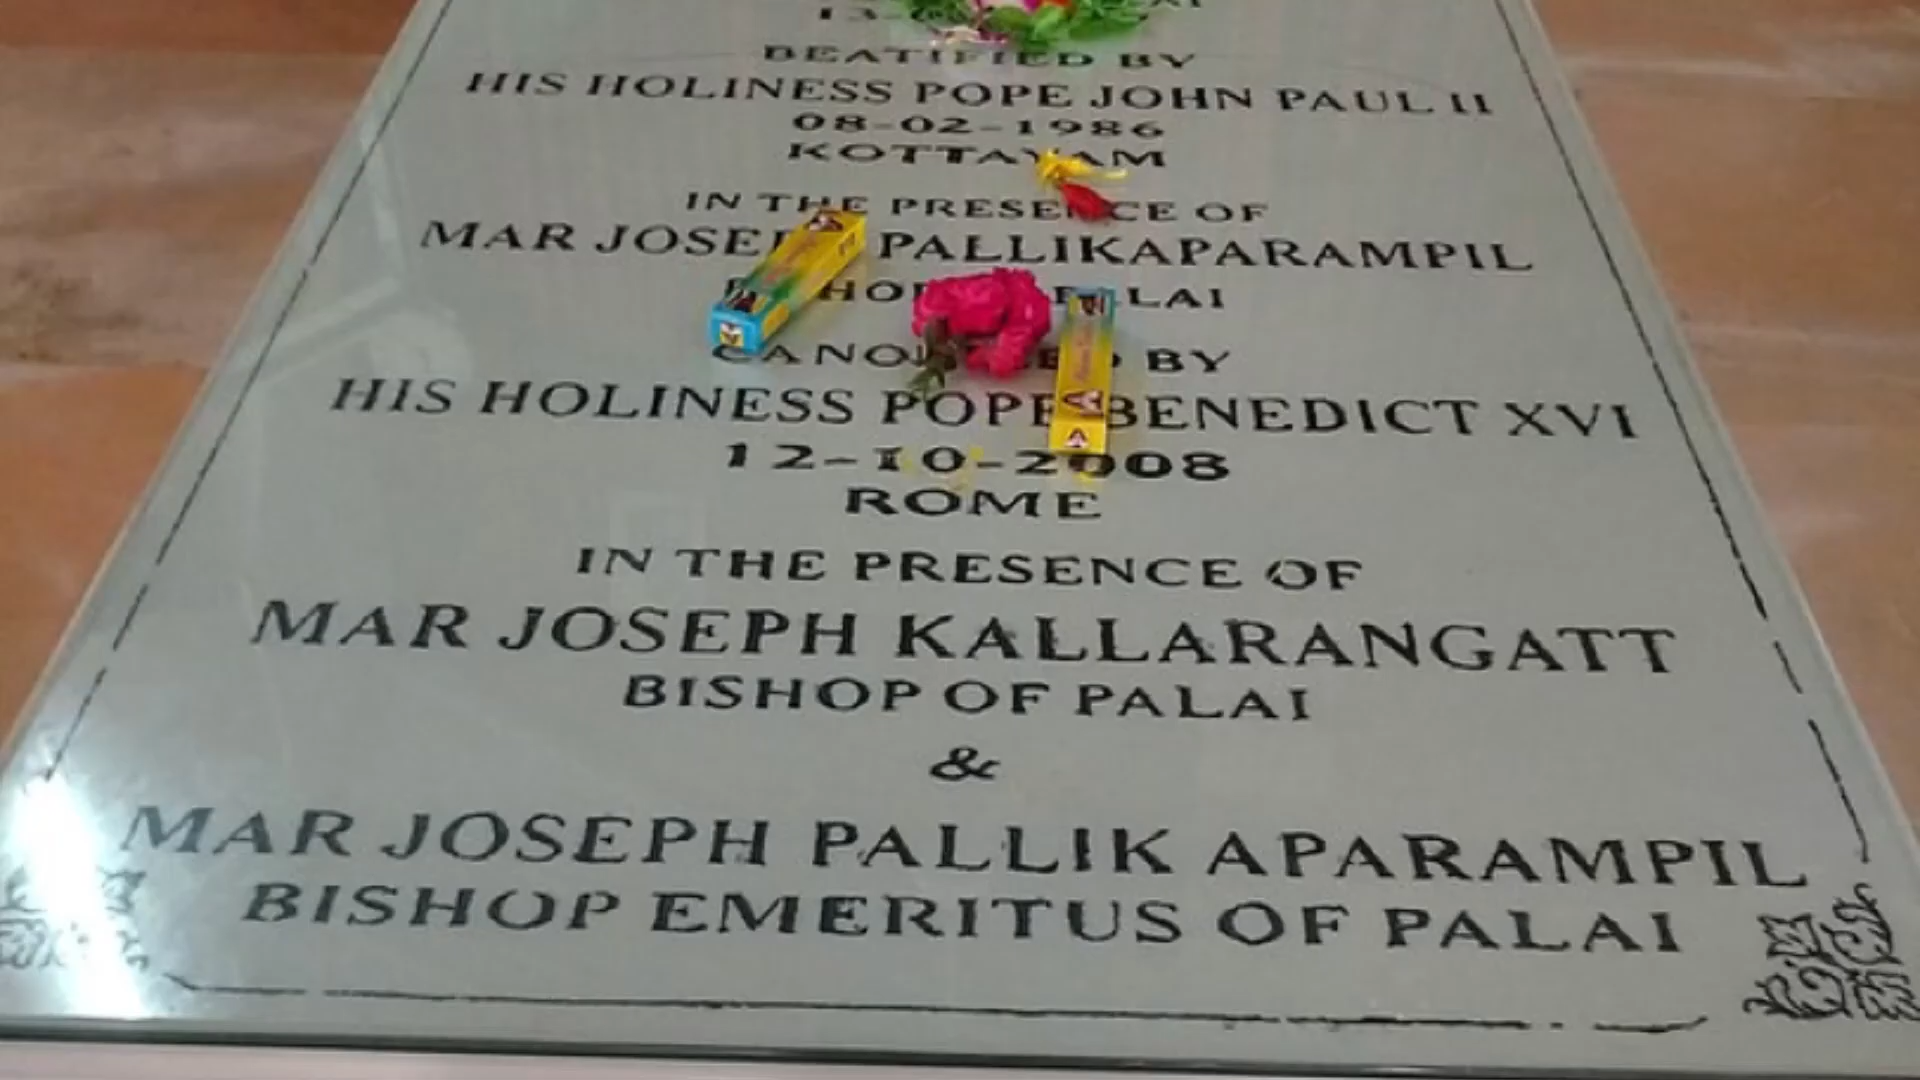 BEATIFIED BY
HIS HOLINESS POPE JOHN PAUL II
08-02-1986
KOTTAYAM
IN THE PRESENCE OF
MAR JOSEPH PALLIKAPARAMPIL
BISHOP PALAI
CANONIZED BY
HIS HOLINESS POPE BENEDICT XVI
12-10-2008
ROME
IN THE PRESENCE OF
MAR JOSEPH KALLARANGATT
BISHOP OF PALAI
&
MAR JOSEPH PALLIK APARAMPIL
BISHOP EMERITUS OF PALAI